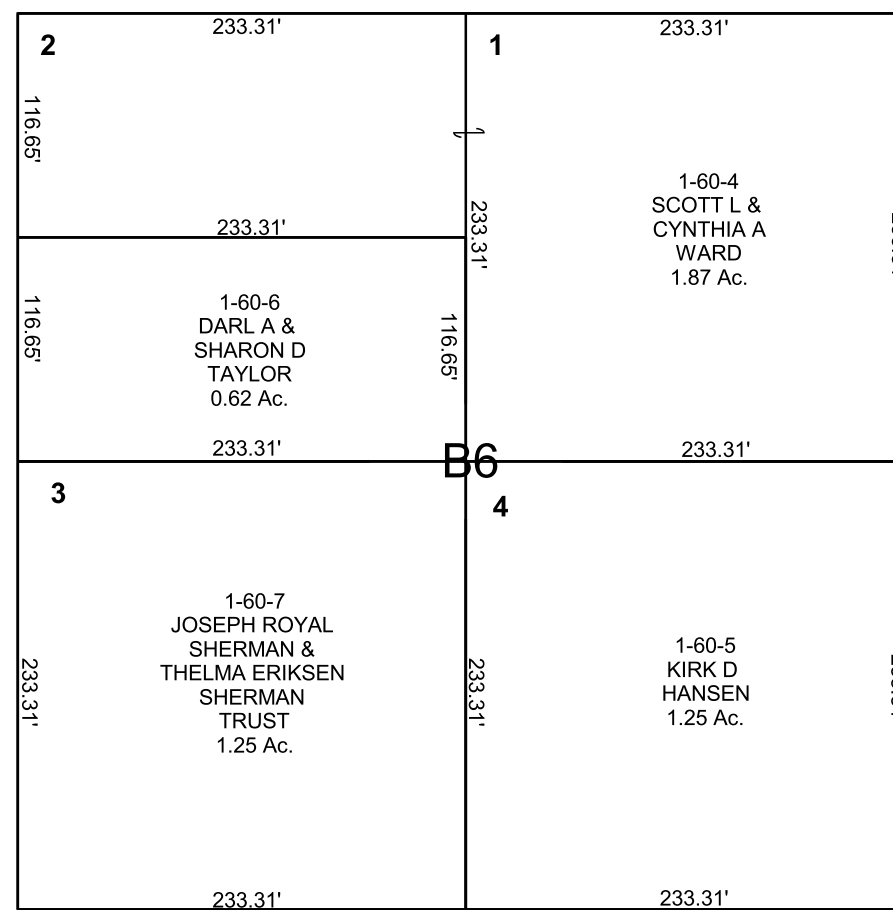 2
233.31'
1
233.31'
116.65'
233.31'
1-60-4
SCOTT L &
CYNTHIA A
WARD
1.87 Ac.
233.31'
116.65'
1-60-6
DARL A &
SHARON D
TAYLOR
0.62 Ac.
116.65'
233.31'
B6
233.31'
3
4
1-60-7
JOSEPH ROYAL
SHERMAN &
THELMA ERIKSEN
SHERMAN
TRUST
1.25 Ac.
233.31'
233.31'
1-60-5
KIRK D
HANSEN
1.25 Ac.
233.31'
233.31'